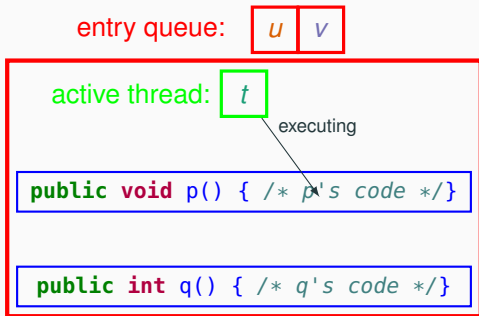 entry queue: u v
active thread: t
executing
public void p() { /* p's code */}
public int q() { /* q's code */}